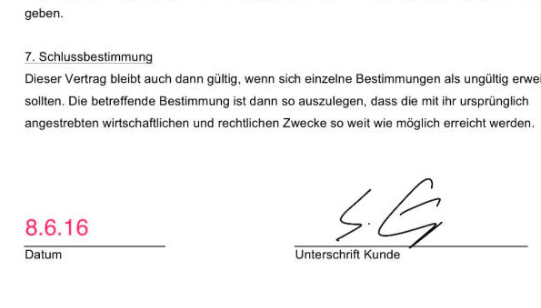 geben.
7. Schlussbestimmung
Dieser Vertrag bleibt auch dann gültig, wenn sich einzelne Bestimmungen als ungültig erwei
sollten. Die betreffende Bestimmung ist dann so auszulegen, dass die mit ihr ursprünglich
angestrebten wirtschaftlichen und rechtlichen Zwecke so weit wie möglich erreicht werden.
8.6.16
Datum
Unterschrift Kunde